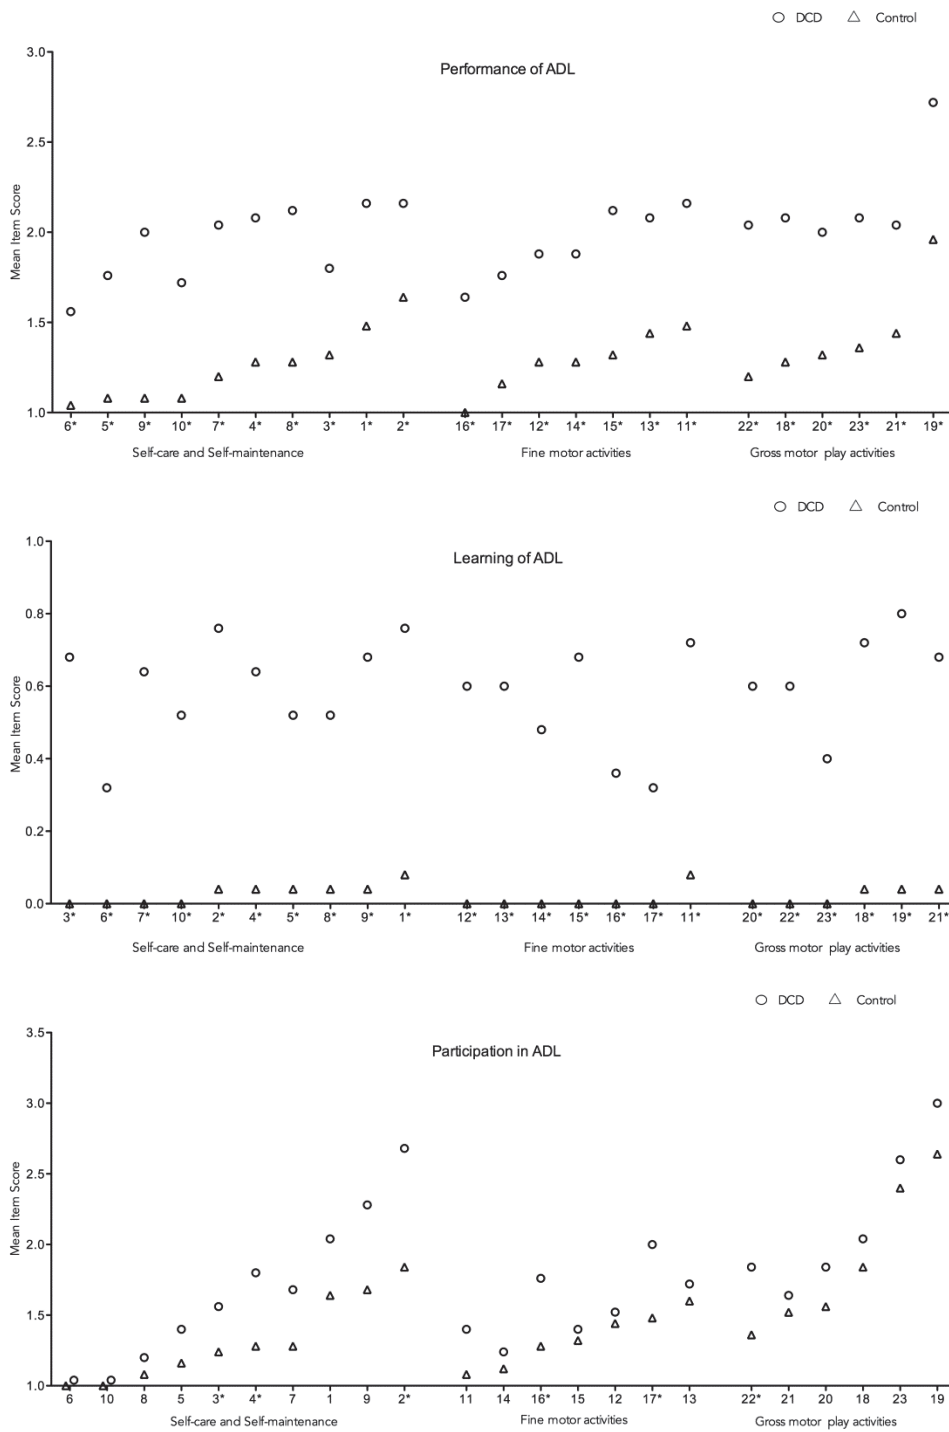 DCD Control
Performance of ADL
Mean Item Score
3.0
2.5
2.0
1.5
1.0
6* 5* 9* 10* 7* 4* 8* 3* 1* 2* 16* 17* 12* 14* 15* 13* 11* 22* 18* 20* 23* 21* 19*
Self-care and Self-maintenance Fine motor activities Gross motor play activities
DCD Control
Learning of ADL
Mean Item Score
1.0
0.8
0.6
0.4
0.2
0.0
3* 6* 7* 10* 2* 4* 5* 8* 9* 1* 12* 13* 14* 15* 16* 17* 11* 20* 22* 23* 18* 19* 21*
Self-care and Self-maintenance Fine motor activities Gross motor play activities
DCD Control
Participation in ADL
Mean Item Score
3.5
3.0
2.5
2.0
1.5
1.0
6 10 8 5 3* 4* 7 1 9 2* 11 14 16* 15 12 17* 13 22* 21 20 18 23 19
Self-care and Self-maintenance Fine motor activities Gross motor play activities